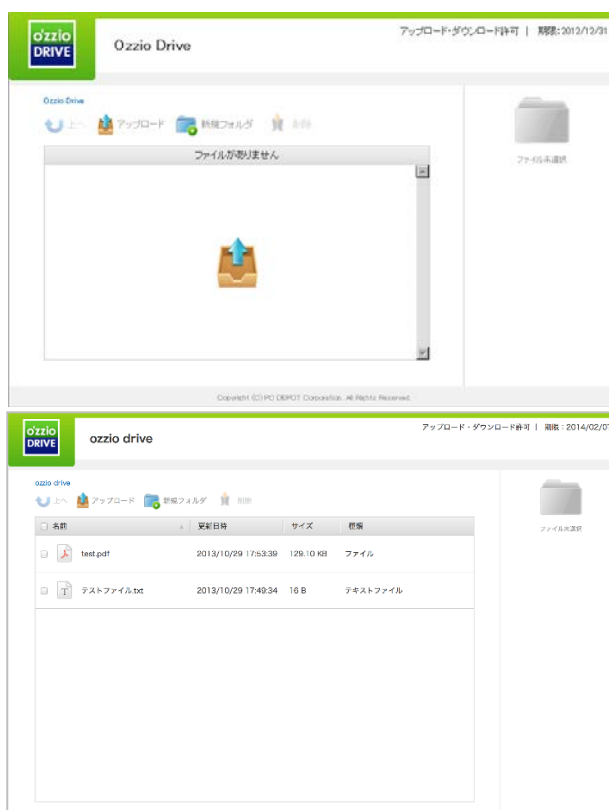 o'zzio
DRIVE
Ozzio Drive
アップロード・ダウンロード許可 | 期限:2012/12/31
Ozzio Drive
上へ アップロード 新規フォルダ 削除
ファイルがありません
ファイル未選択
Copyright (C) PC DEPOT Corporation. All Rights Reserved.
o'zzio
DRIVE
ozzio drive
アップロード・ダウンロード許可 | 期限:2014/02/07
ozzio drive
上へ アップロード 新規フォルダ 削除
名前 更新日時 サイズ 種類
test.pdf 2013/10/29 17:53:39 129.10 KB ファイル
T テストファイル.txt 2013/10/29 17:49:34 16 B テキストファイル
ファイル未選択